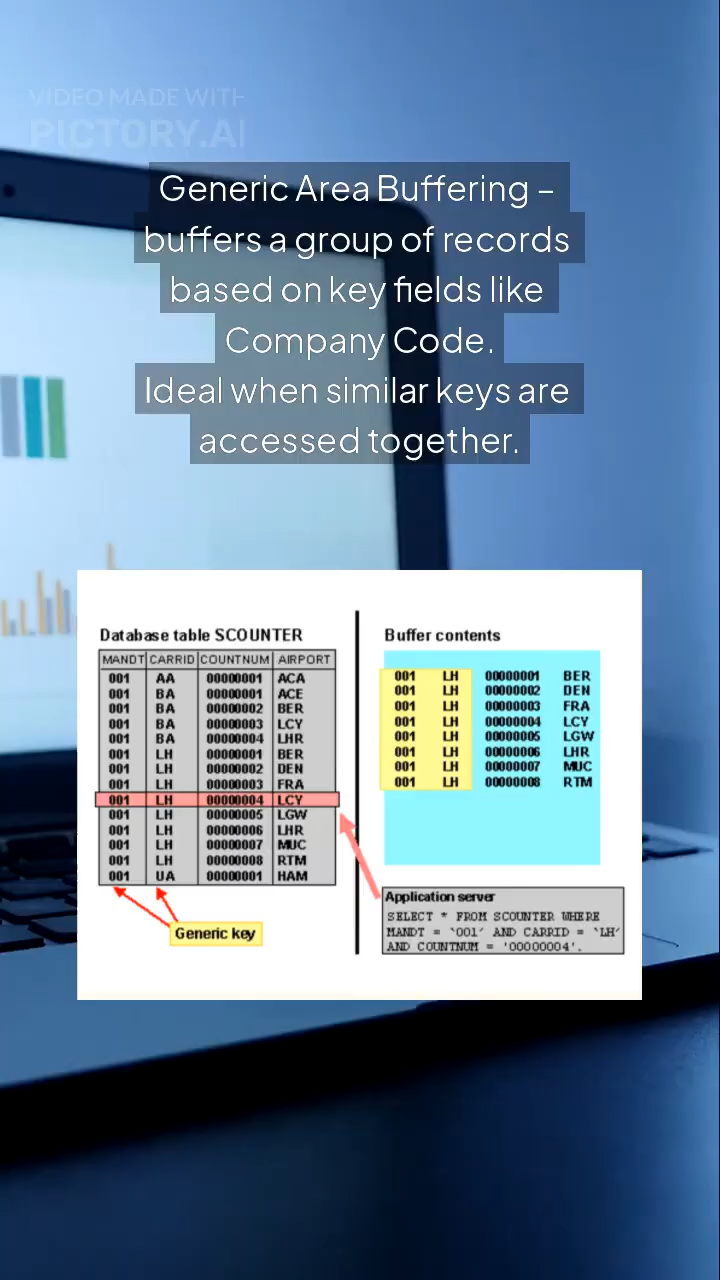 VIDEO MADE WITH
PICTORY.AI
Generic Area Buffering –
buffers a group of records
based on key fields like
Company Code.
Ideal when similar keys are
accessed together.
Database table SCOUNTER
MANDT CARRID COUNTNUM AIRPORT
001 AA 00000001 ACA
001 BA 00000001 ACE
001 BA 00000002 BER
001 BA 00000003 LCY
001 BA 00000004 LHR
001 LH 00000001 BER
001 LH 00000002 DEN
001 LH 00000003 FRA
001 LH 00000004 LCY
001 LH 00000005 LGW
001 LH 00000006 LHR
001 LH 00000007 MUC
001 LH 00000008 RTM
001 UA 00000001 HAM
Generic key
Buffer contents
001 LH 00000001 BER
001 LH 00000002 DEN
001 LH 00000003 FRA
001 LH 00000004 LCY
001 LH 00000005 LGW
001 LH 00000006 LHR
001 LH 00000007 MUC
001 LH 00000008 RTM
Application server
SELECT * FROM SCOUNTER WHERE
MANDT = `001´ AND CARRID = `LH´
AND COUNTNUM = '00000004'.